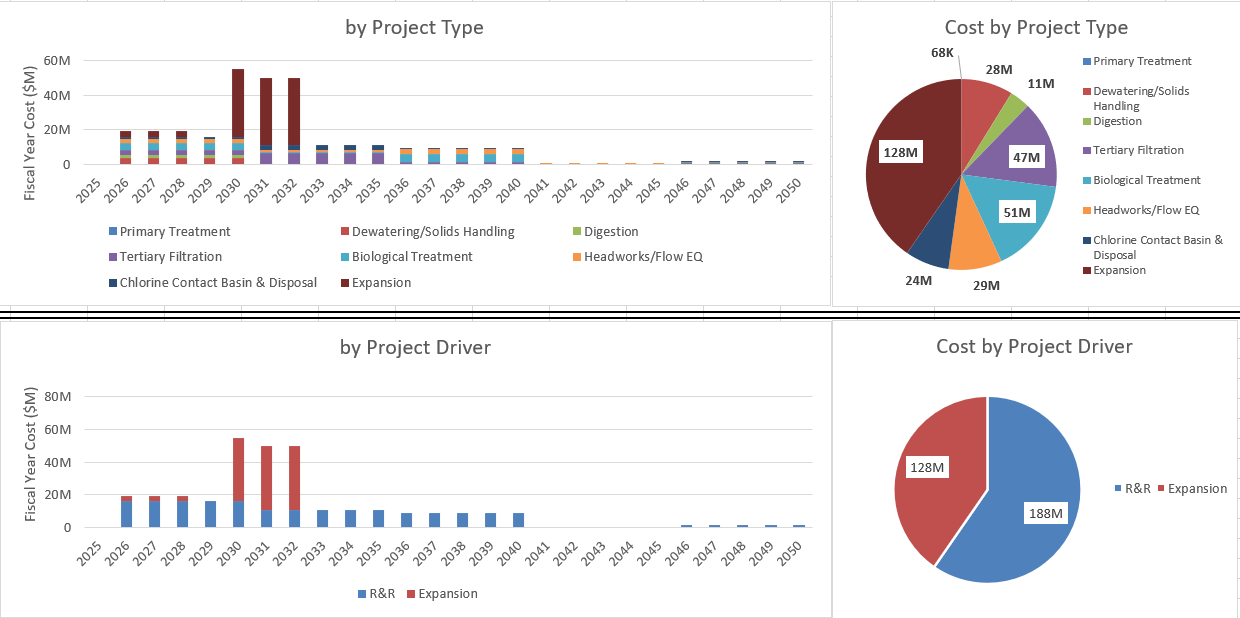 by Project Type
Fiscal Year Cost ($M)
60M
40M
20M
0
2025 2026 2027 2028 2029 2030 2031 2032 2033 2034 2035 2036 2037 2038 2039 2040 2041 2042 2043 2044 2045 2046 2047 2048 2049 2050
Primary Treatment Dewatering/Solids Handling Digestion
Tertiary Filtration Biological Treatment Headworks/Flow EQ
Chlorine Contact Basin & Disposal Expansion
Cost by Project Type
68K
28M
11M
128M
47M
51M
24M
29M
Primary Treatment
Dewatering/Solids
Handling
Digestion
Tertiary Filtration
Biological Treatment
Headworks/Flow EQ
Chlorine Contact Basin &
Disposal
Expansion
by Project Driver
Fiscal Year Cost ($M)
80M
60M
40M
20M
0
2025 2026 2027 2028 2029 2030 2031 2032 2033 2034 2035 2036 2037 2038 2039 2040 2041 2042 2043 2044 2045 2046 2047 2048 2049 2050
R&R Expansion
Cost by Project Driver
128M
188M
R&R Expansion